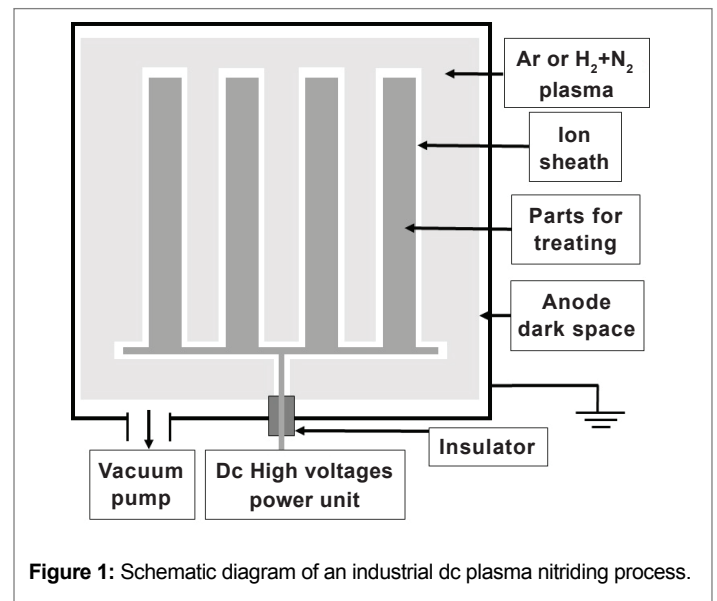 Ar or H₂+N₂
plasma
Ion
sheath
Parts for
treating
Anode
dark space
Insulator
Vacuum
pump
Dc High voltages
power unit
Figure 1: Schematic diagram of an industrial dc plasma nitriding process.